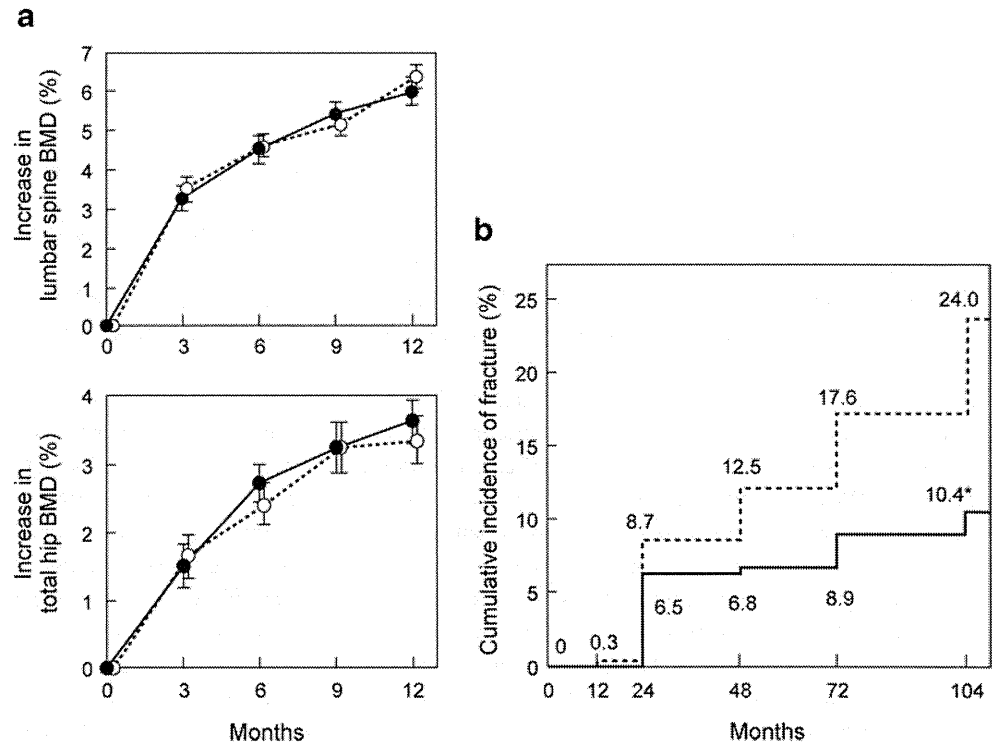 a
Increase in
lumbar spine BMD (%)
7
6
5
4
3
2
1
0
0 3 6 9 12
Increase in
total hip BMD (%)
4
3
2
1
0
0 3 6 9 12
Months
b
Cumulative incidence of fracture (%)
25
20
15
10
5
0
24.0
17.6
12.5
10.4*
8.7
6.5 6.8 8.9
0 0.3
0 12 24 48 72 104
Months